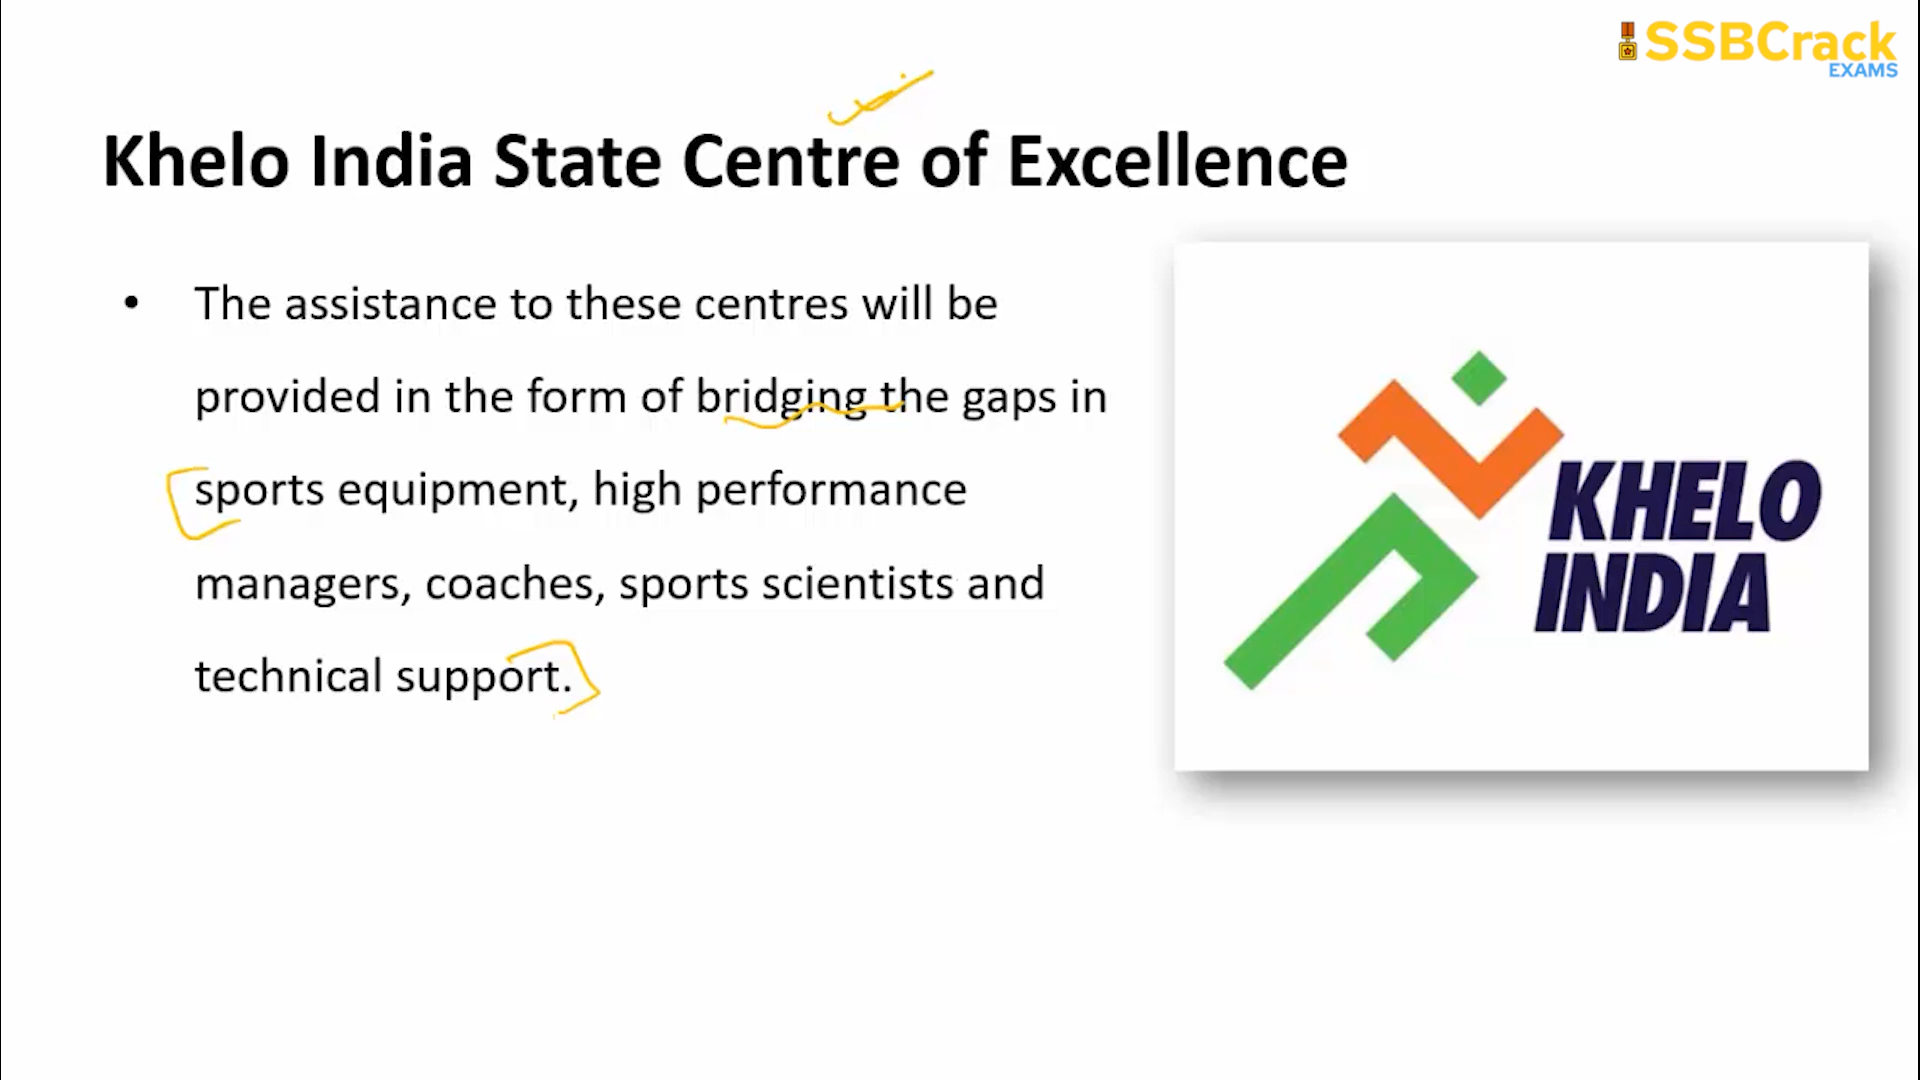 SSBCrack
EXAMS
Khelo India State Centre of Excellence
• The assistance to these centres will be
provided in the form of bridging the gaps in
sports equipment, high performance
managers, coaches, sports scientists and
technical support.
KHELO
INDIA